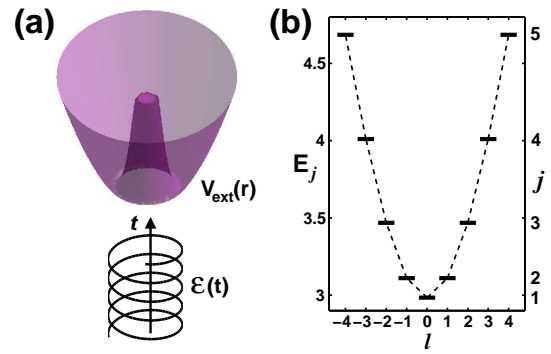 (a)
V_ext(r)
t
ε(t)
(b)
E_j
4.5
4
3.5
3
5
4
3
2
1
j
-4 -3 -2 -1 0 1 2 3 4
l